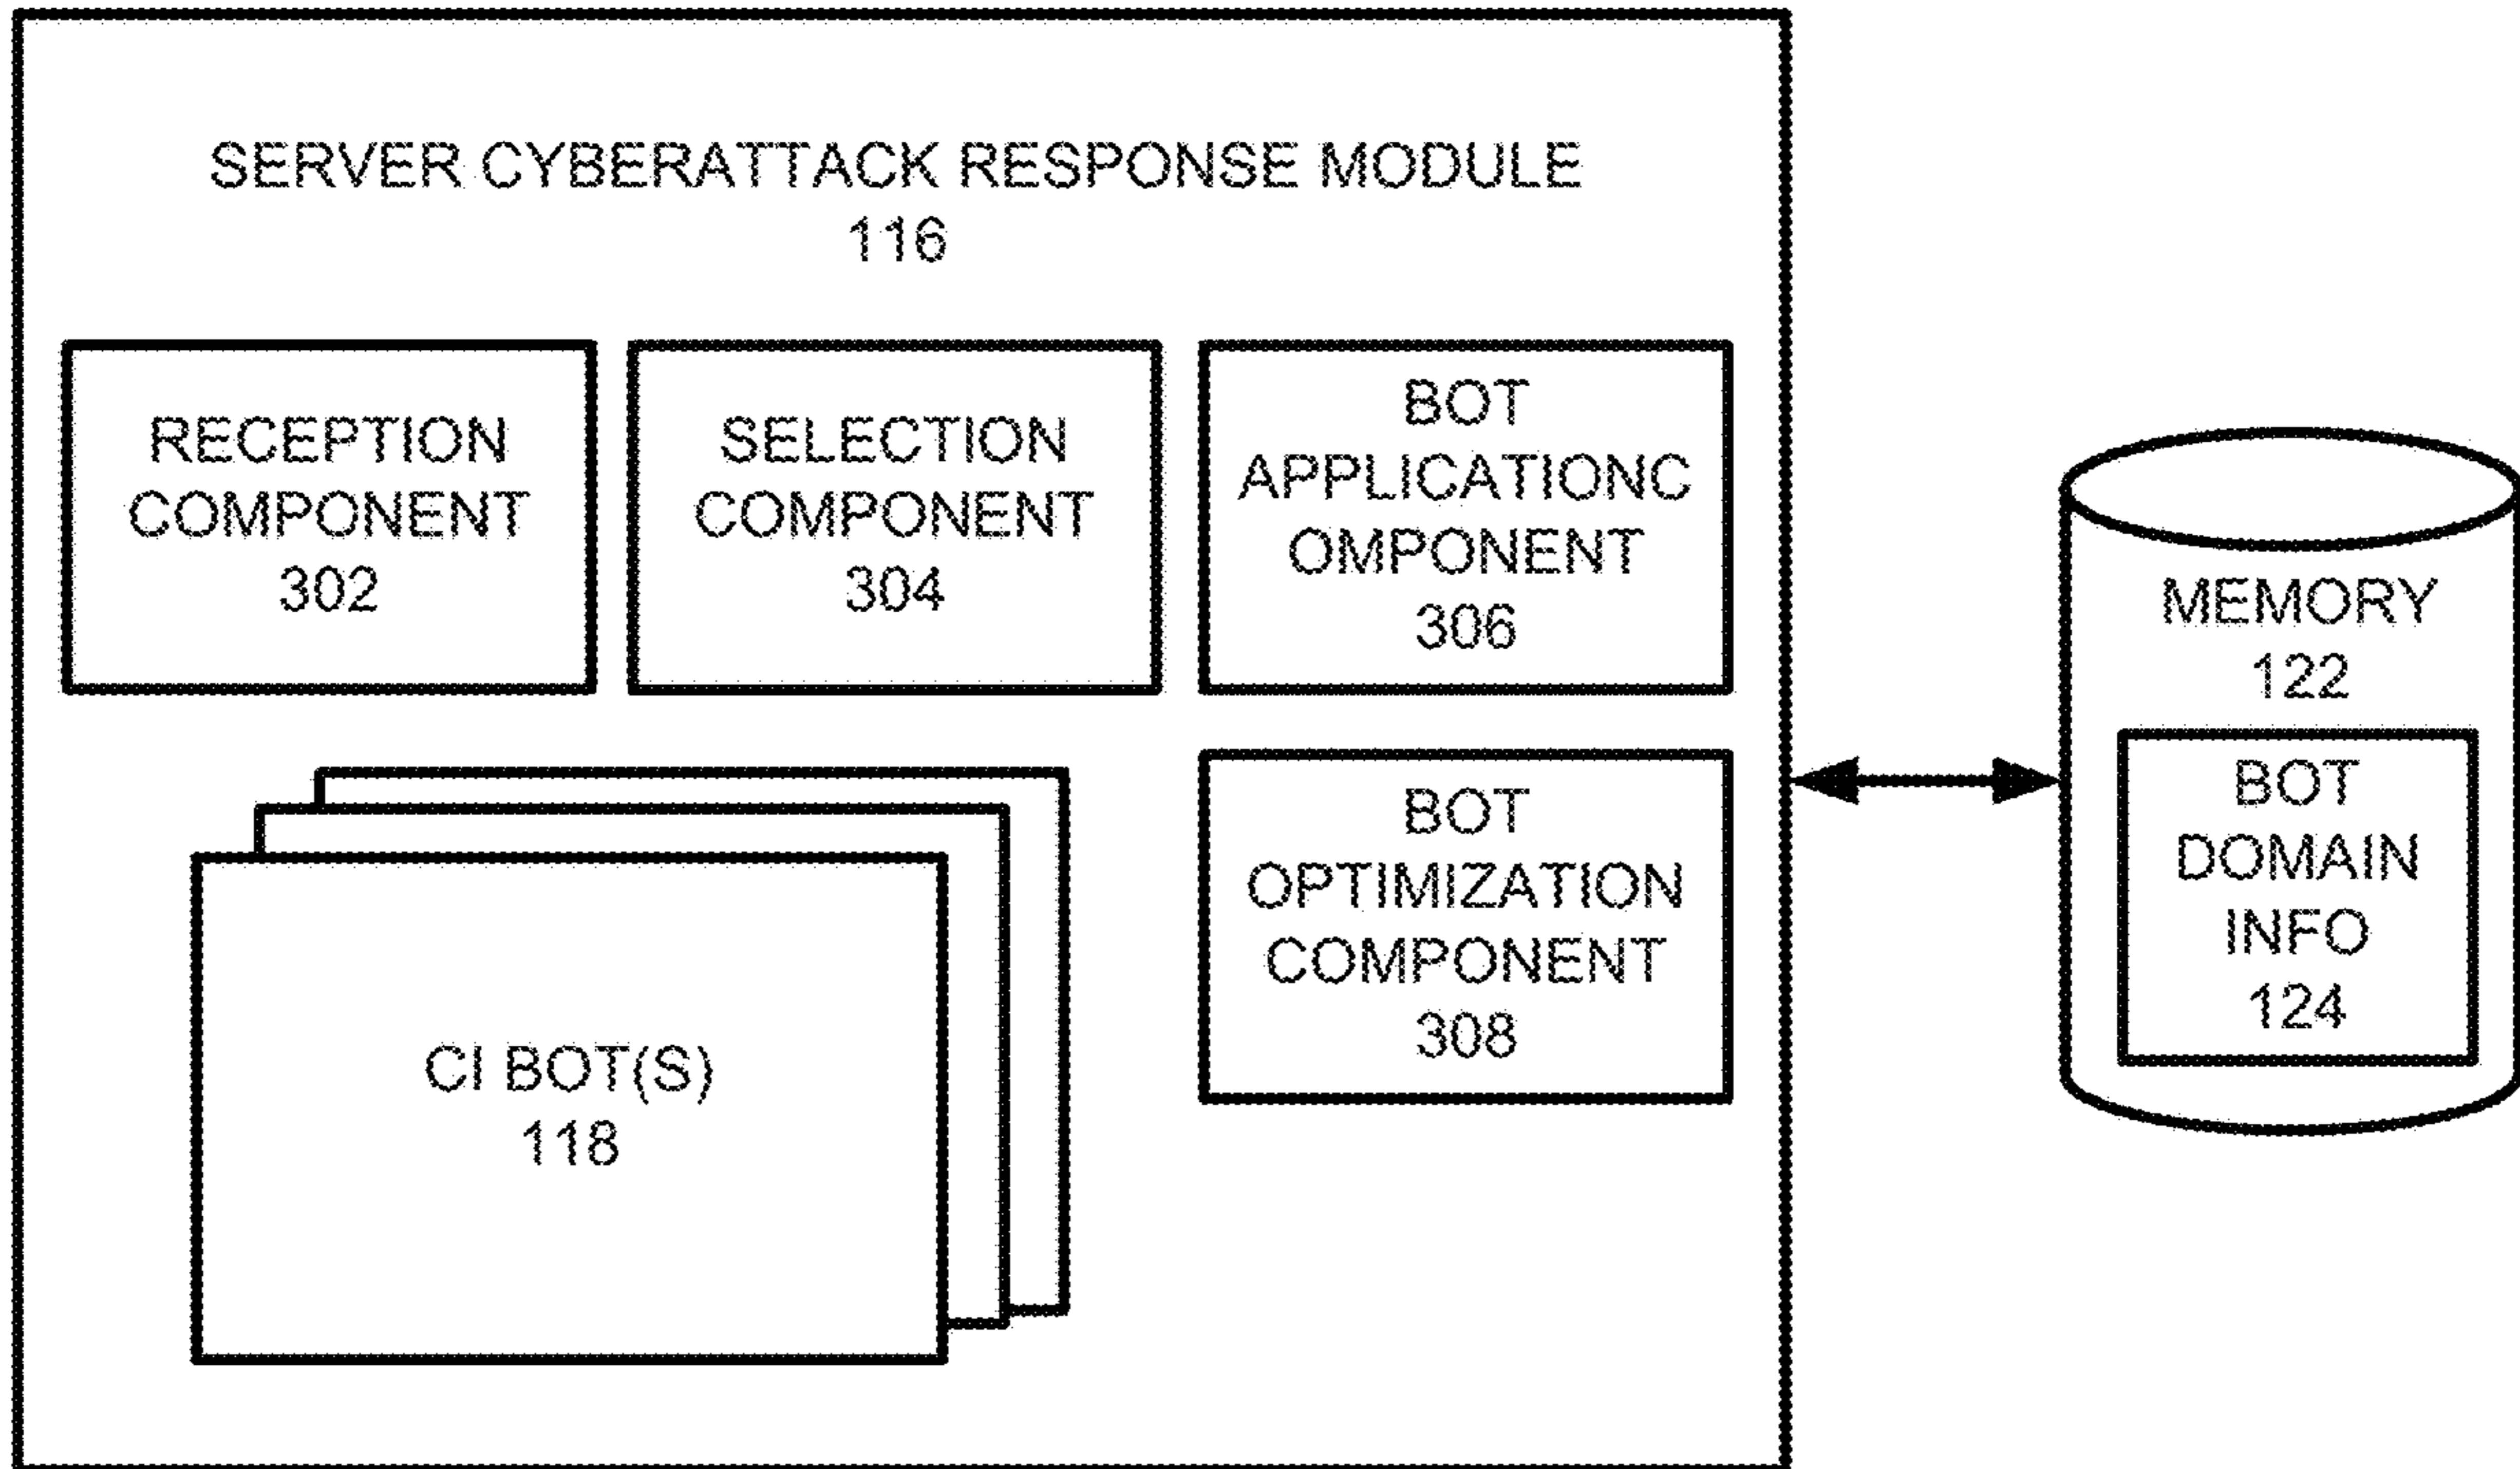 SERVER CYBERATTACK RESPONSE MODULE
116
RECEPTION
COMPONENT
302
SELECTION
COMPONENT
304
BOT
APPLICATIONC
OMPONENT
306
CI BOT(S)
118
BOT
OPTIMIZATION
COMPONENT
308
MEMORY
122
BOT
DOMAIN
INFO
124